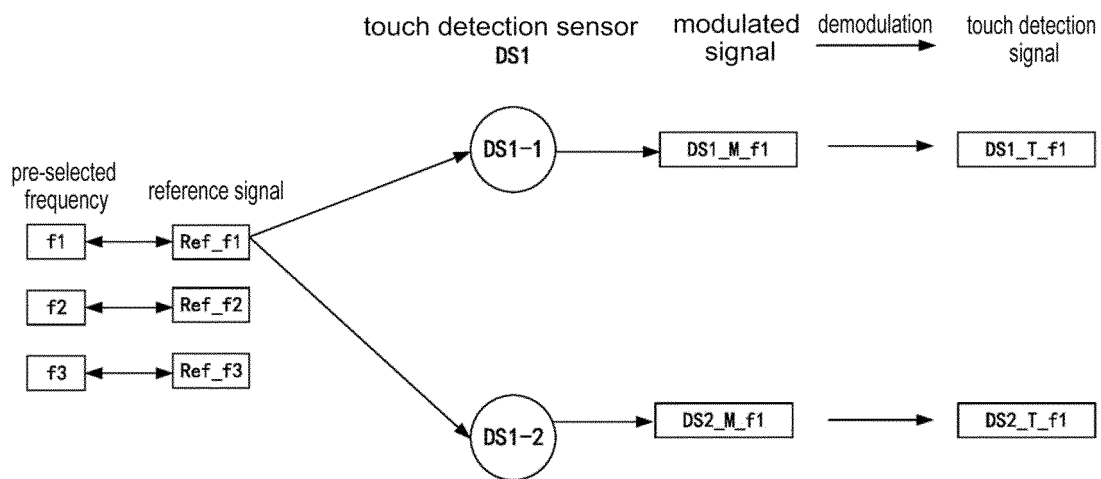 touch detection sensor
DS1
modulated
signal
demodulation
touch detection
signal
DS1-1
DS1_M_f1
DS1_T_f1
pre-selected
frequency
reference signal
f1
Ref_f1
f2
Ref_f2
f3
Ref_f3
DS1-2
DS2_M_f1
DS2_T_f1